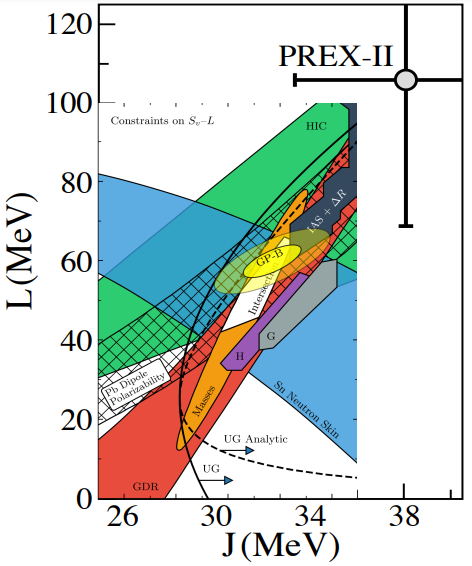 120
PREX-II
100
Constraints on Sᵥ–L
HIC
80
IAS + ΔR
L(MeV)
60
GP-B
Intersec
40
G
H
Pb Dipole
Polarizability
Masses
Sn Neutron Skin
20
UG Analytic
UG
GDR
0
26 30 34 38
J(MeV)